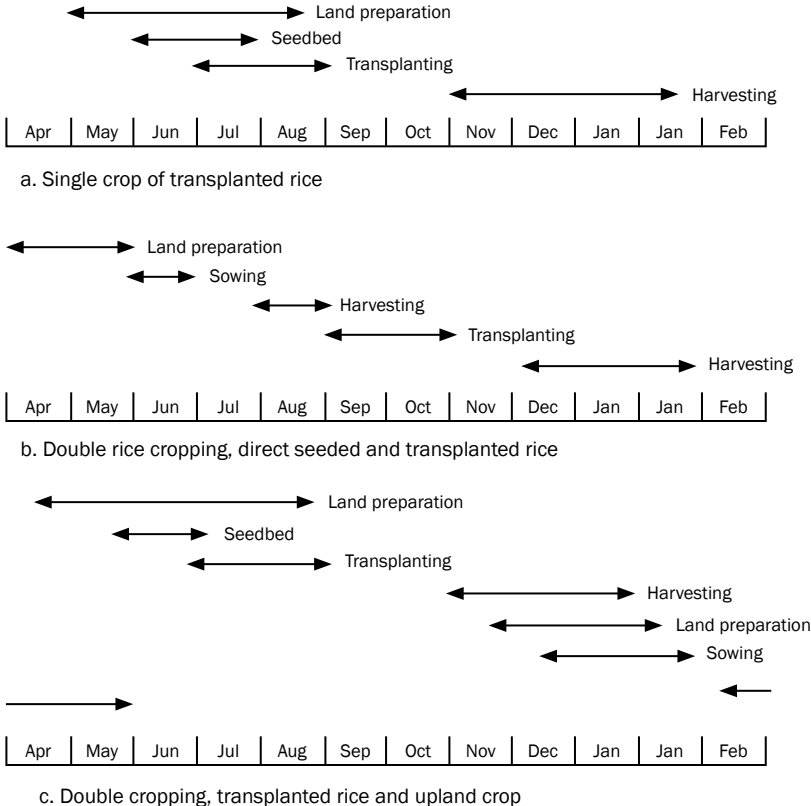 Land preparation
Seedbed
Transplanting
Harvesting
Apr May Jun Jul Aug Sep Oct Nov Dec Jan Jan Feb
a. Single crop of transplanted rice
Land preparation
Sowing
Harvesting
Transplanting
Harvesting
Apr May Jun Jul Aug Sep Oct Nov Dec Jan Jan Feb
b. Double rice cropping, direct seeded and transplanted rice
Land preparation
Seedbed
Transplanting
Harvesting
Land preparation
Sowing
Apr May Jun Jul Aug Sep Oct Nov Dec Jan Jan Feb
c. Double cropping, transplanted rice and upland crop